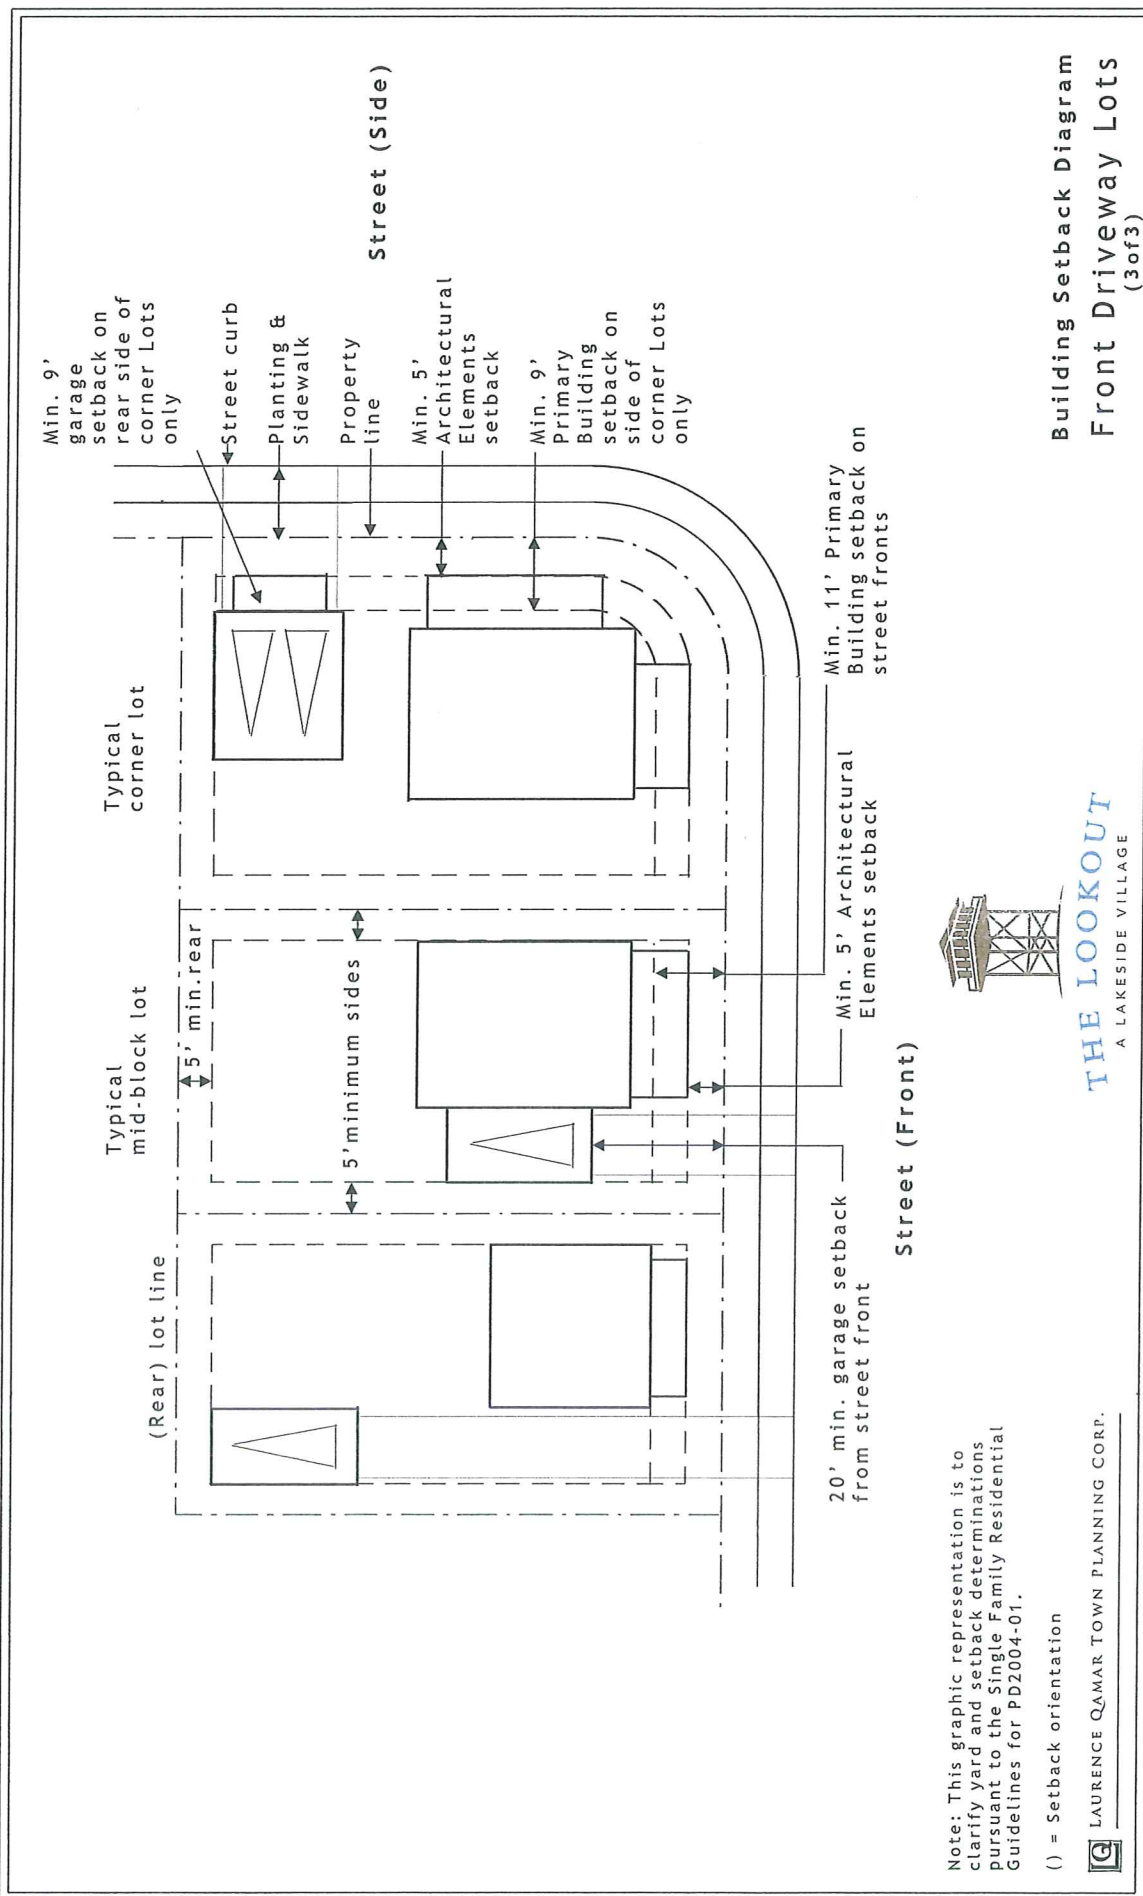 (Rear) lot line
Typical
mid-block lot
Typical
corner lot
5' min.rear
5'minimum sides
Min. 9'
garage
setback on
rear side of
corner Lots
only
Street curb
Planting &
Sidewalk
Property
line
Min. 5'
Architectural
Elements
setback
Min. 9'
Primary
Building
setback on
side of
corner Lots
only
Street (Side)
20' min. garage setback
from street front
Min. 5' Architectural
Elements setback
Min. 11' Primary
Building setback on
street fronts
Street (Front)
Note: This graphic representation is to
clarify yard and setback determinations
pursuant to the Single Family Residential
Guidelines for PD2004-01.
() = Setback orientation
LQ LAURENCE QAMAR TOWN PLANNING CORP.
THE LOOKOUT
A LAKESIDE VILLAGE
Building Setback Diagram
Front Driveway Lots
(3of3)